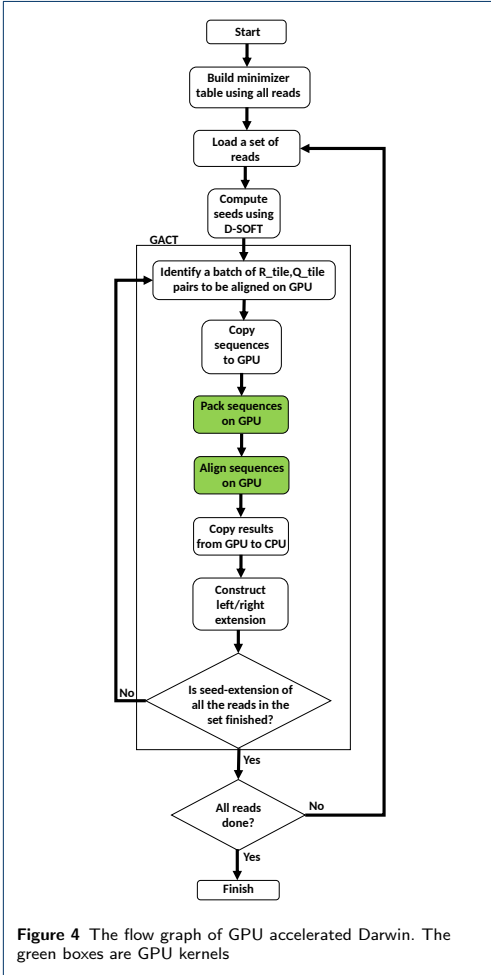 Start
Build minimizer
table using all reads
Load a set of
reads
Compute
seeds using
D-SOFT
GACT
Identify a batch of R_tile,Q_tile
pairs to be aligned on GPU
Copy
sequences
to GPU
Pack sequences
on GPU
Align sequences
on GPU
Copy results
from GPU to CPU
Construct
left/right
extension
Is seed-extension of
all the reads in the
set finished?
No
Yes
All reads
done?
No
Yes
Finish
Figure 4 The flow graph of GPU accelerated Darwin. The
green boxes are GPU kernels